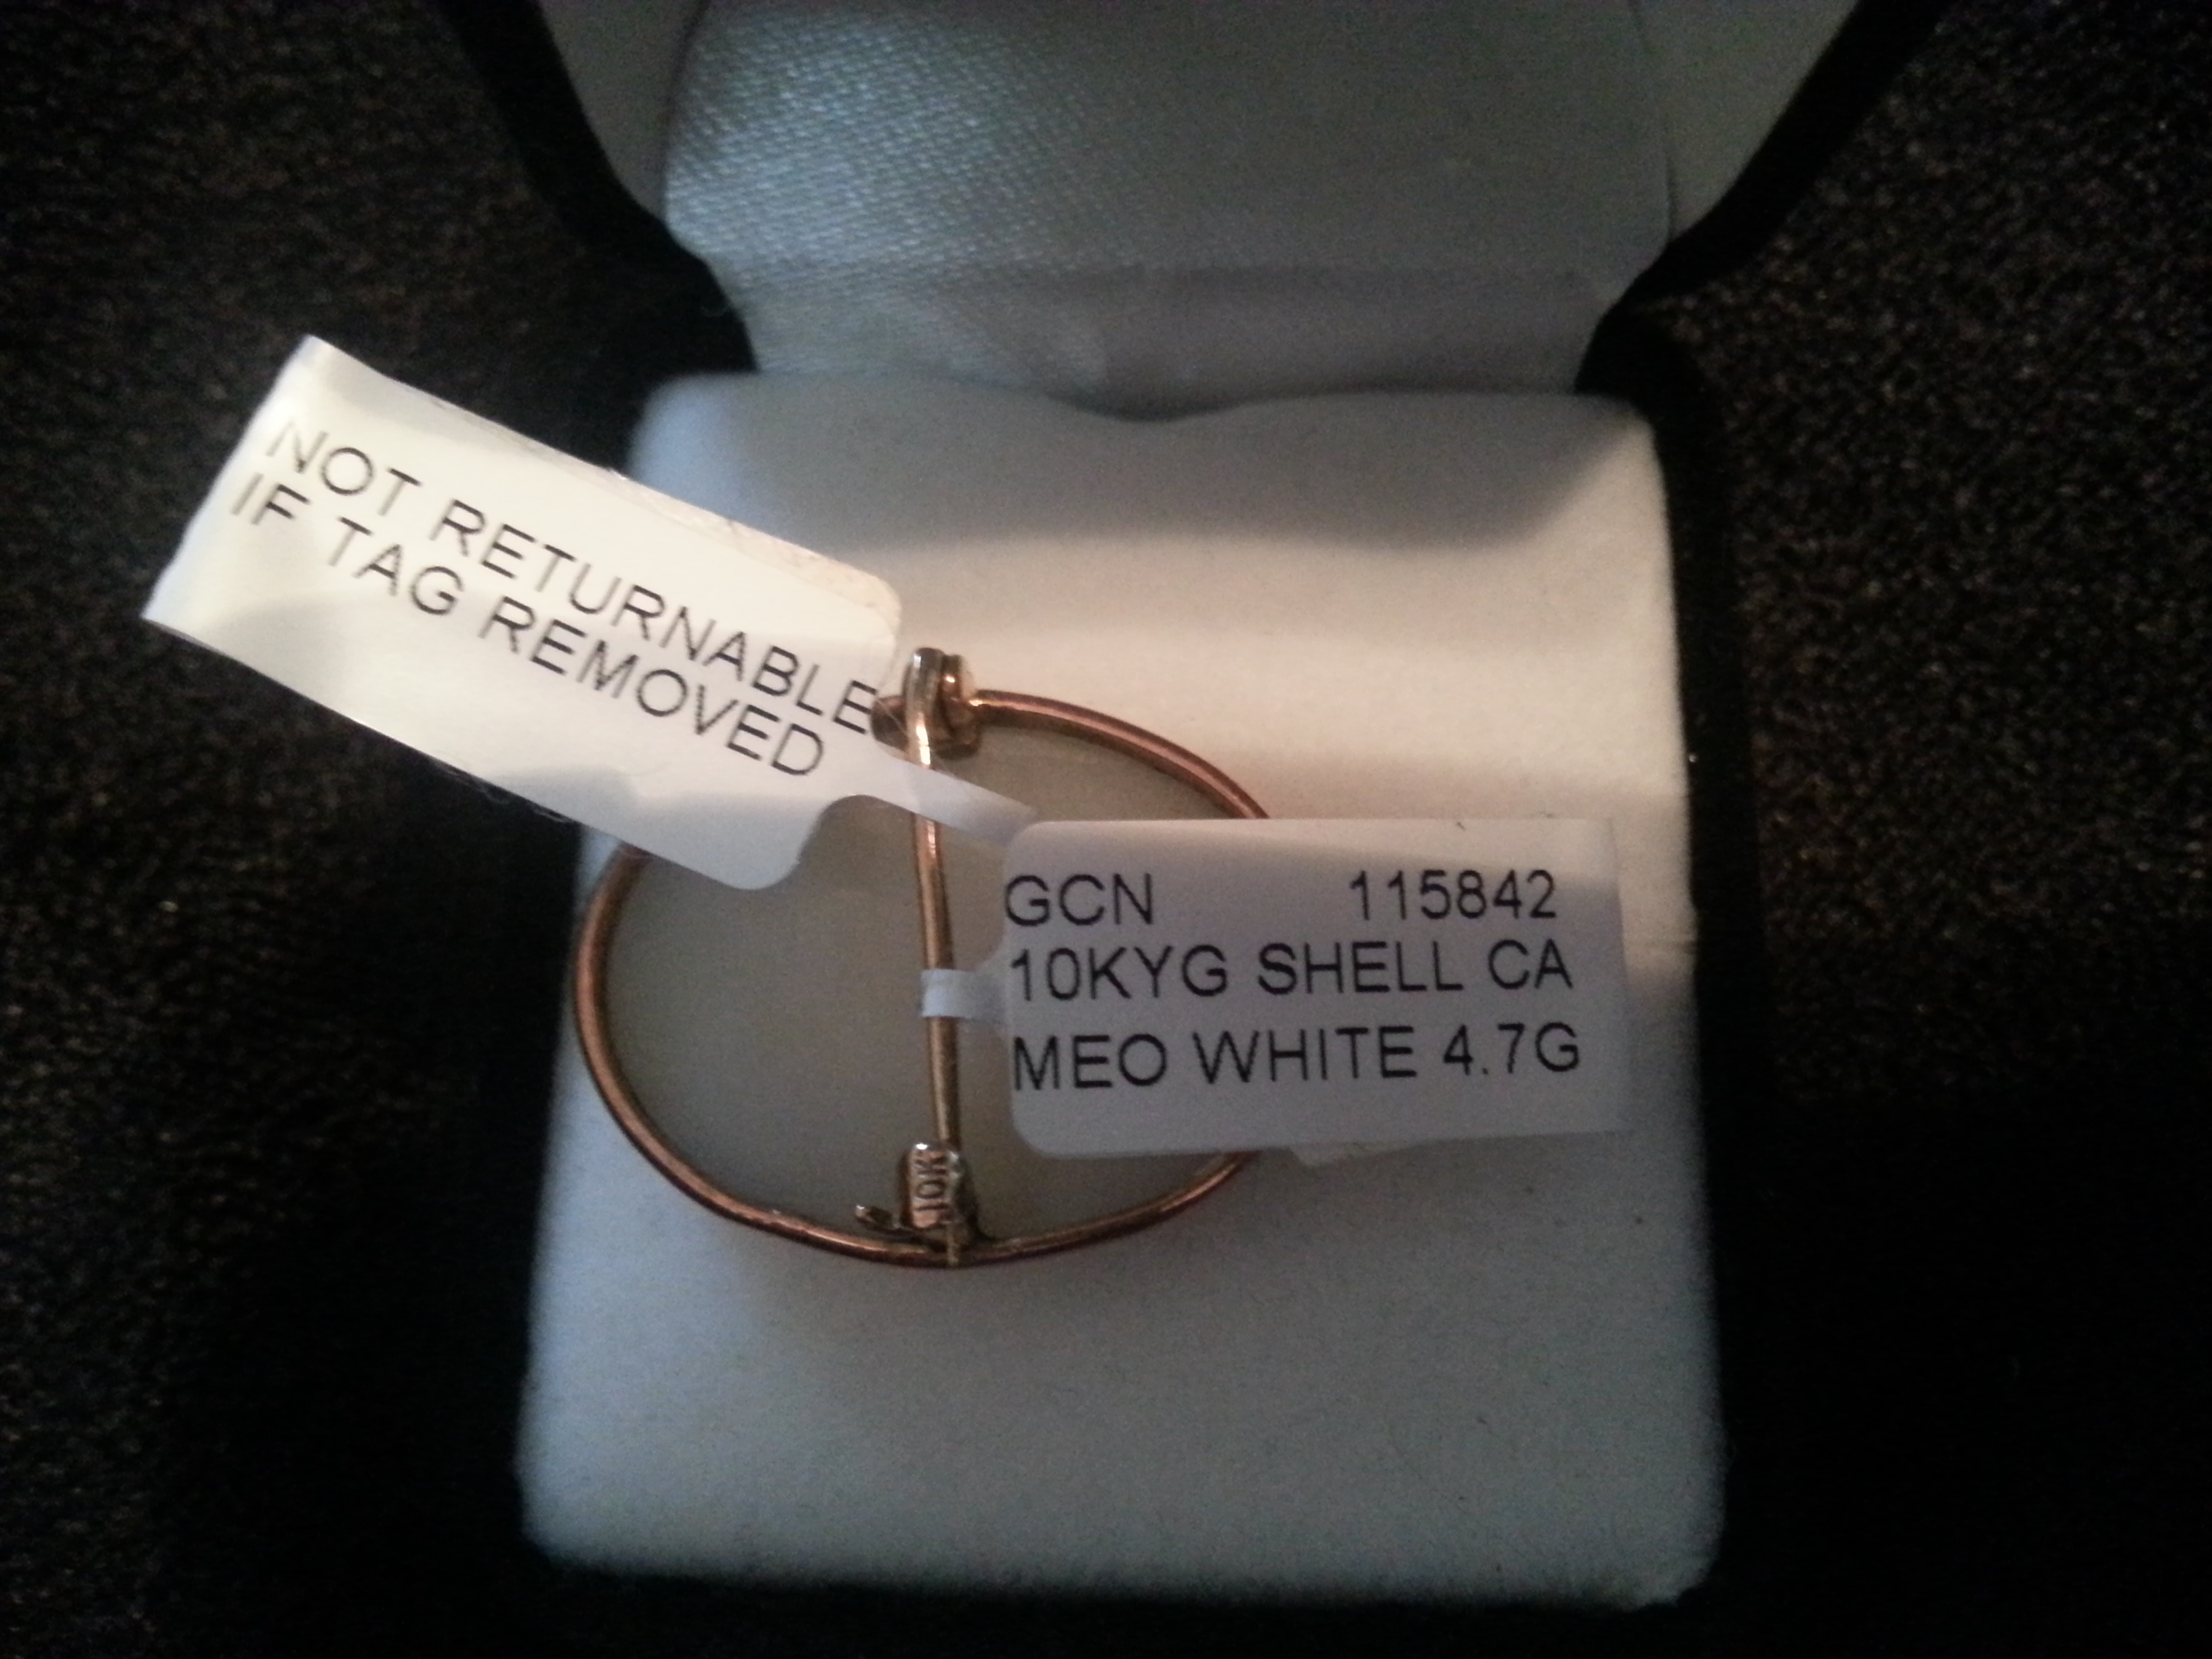 NOT RETURNABLE
IF TAG REMOVED
GCN 115842
10KYG SHELL CA
MEO WHITE 4.7G
10K